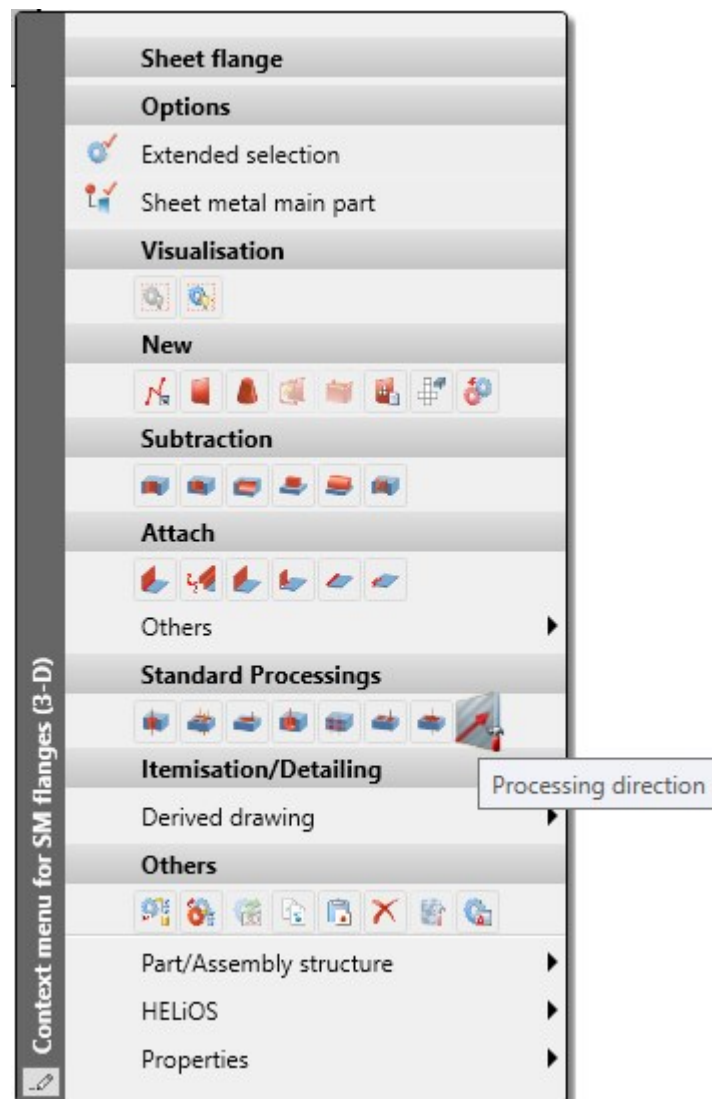 Sheet flange
Options
Extended selection
Sheet metal main part
Visualisation
New
Subtraction
Attach
Others
Standard Processings
Processing direction
Itemisation/Detailing
Derived drawing
Others
Part/Assembly structure
HELiOS
Properties
Context menu for SM flanges (3-D)